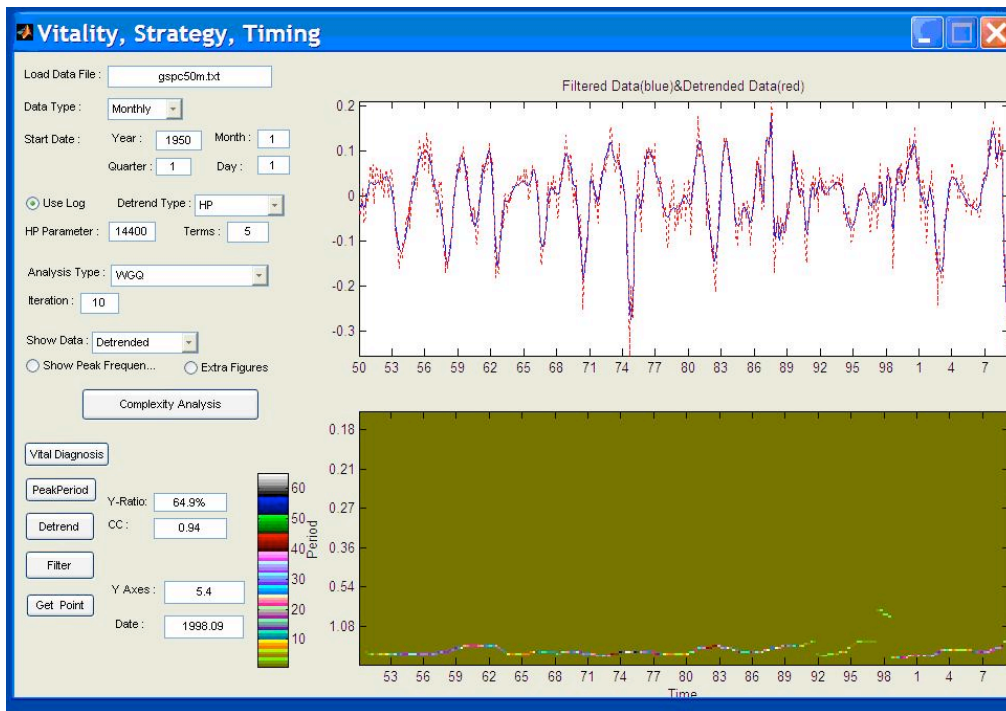 Vitality, Strategy, Timing
Load Data File : gspc50m.txt
Data Type : Monthly
Start Date : Year : 1950 Month : 1
Quarter : 1 Day : 1
Use Log Detrend Type : HP
HP Parameter : 14400 Terms : 5
Analysis Type : WGQ
Iteration : 10
Show Data : Detrended
Show Peak Frequen... Extra Figures
Complexity Analysis
Vital Diagnosis
PeakPeriod
Y-Ratio: 64.9%
Detrend
CC : 0.94
Filter
Y Axes : 5.4
Get Point
Date : 1998.09
60
50
40
30
20
10
Filtered Data(blue)&Detrended Data(red)
0.2
0.1
0
-0.1
-0.2
-0.3
50 53 56 59 62 65 68 71 74 77 80 83 86 89 92 95 98 1 4 7
Period
0.18
0.21
0.27
0.36
0.54
1.08
53 56 59 62 65 68 71 74 77 80 83 86 89 92 95 98 1 4 7
Time